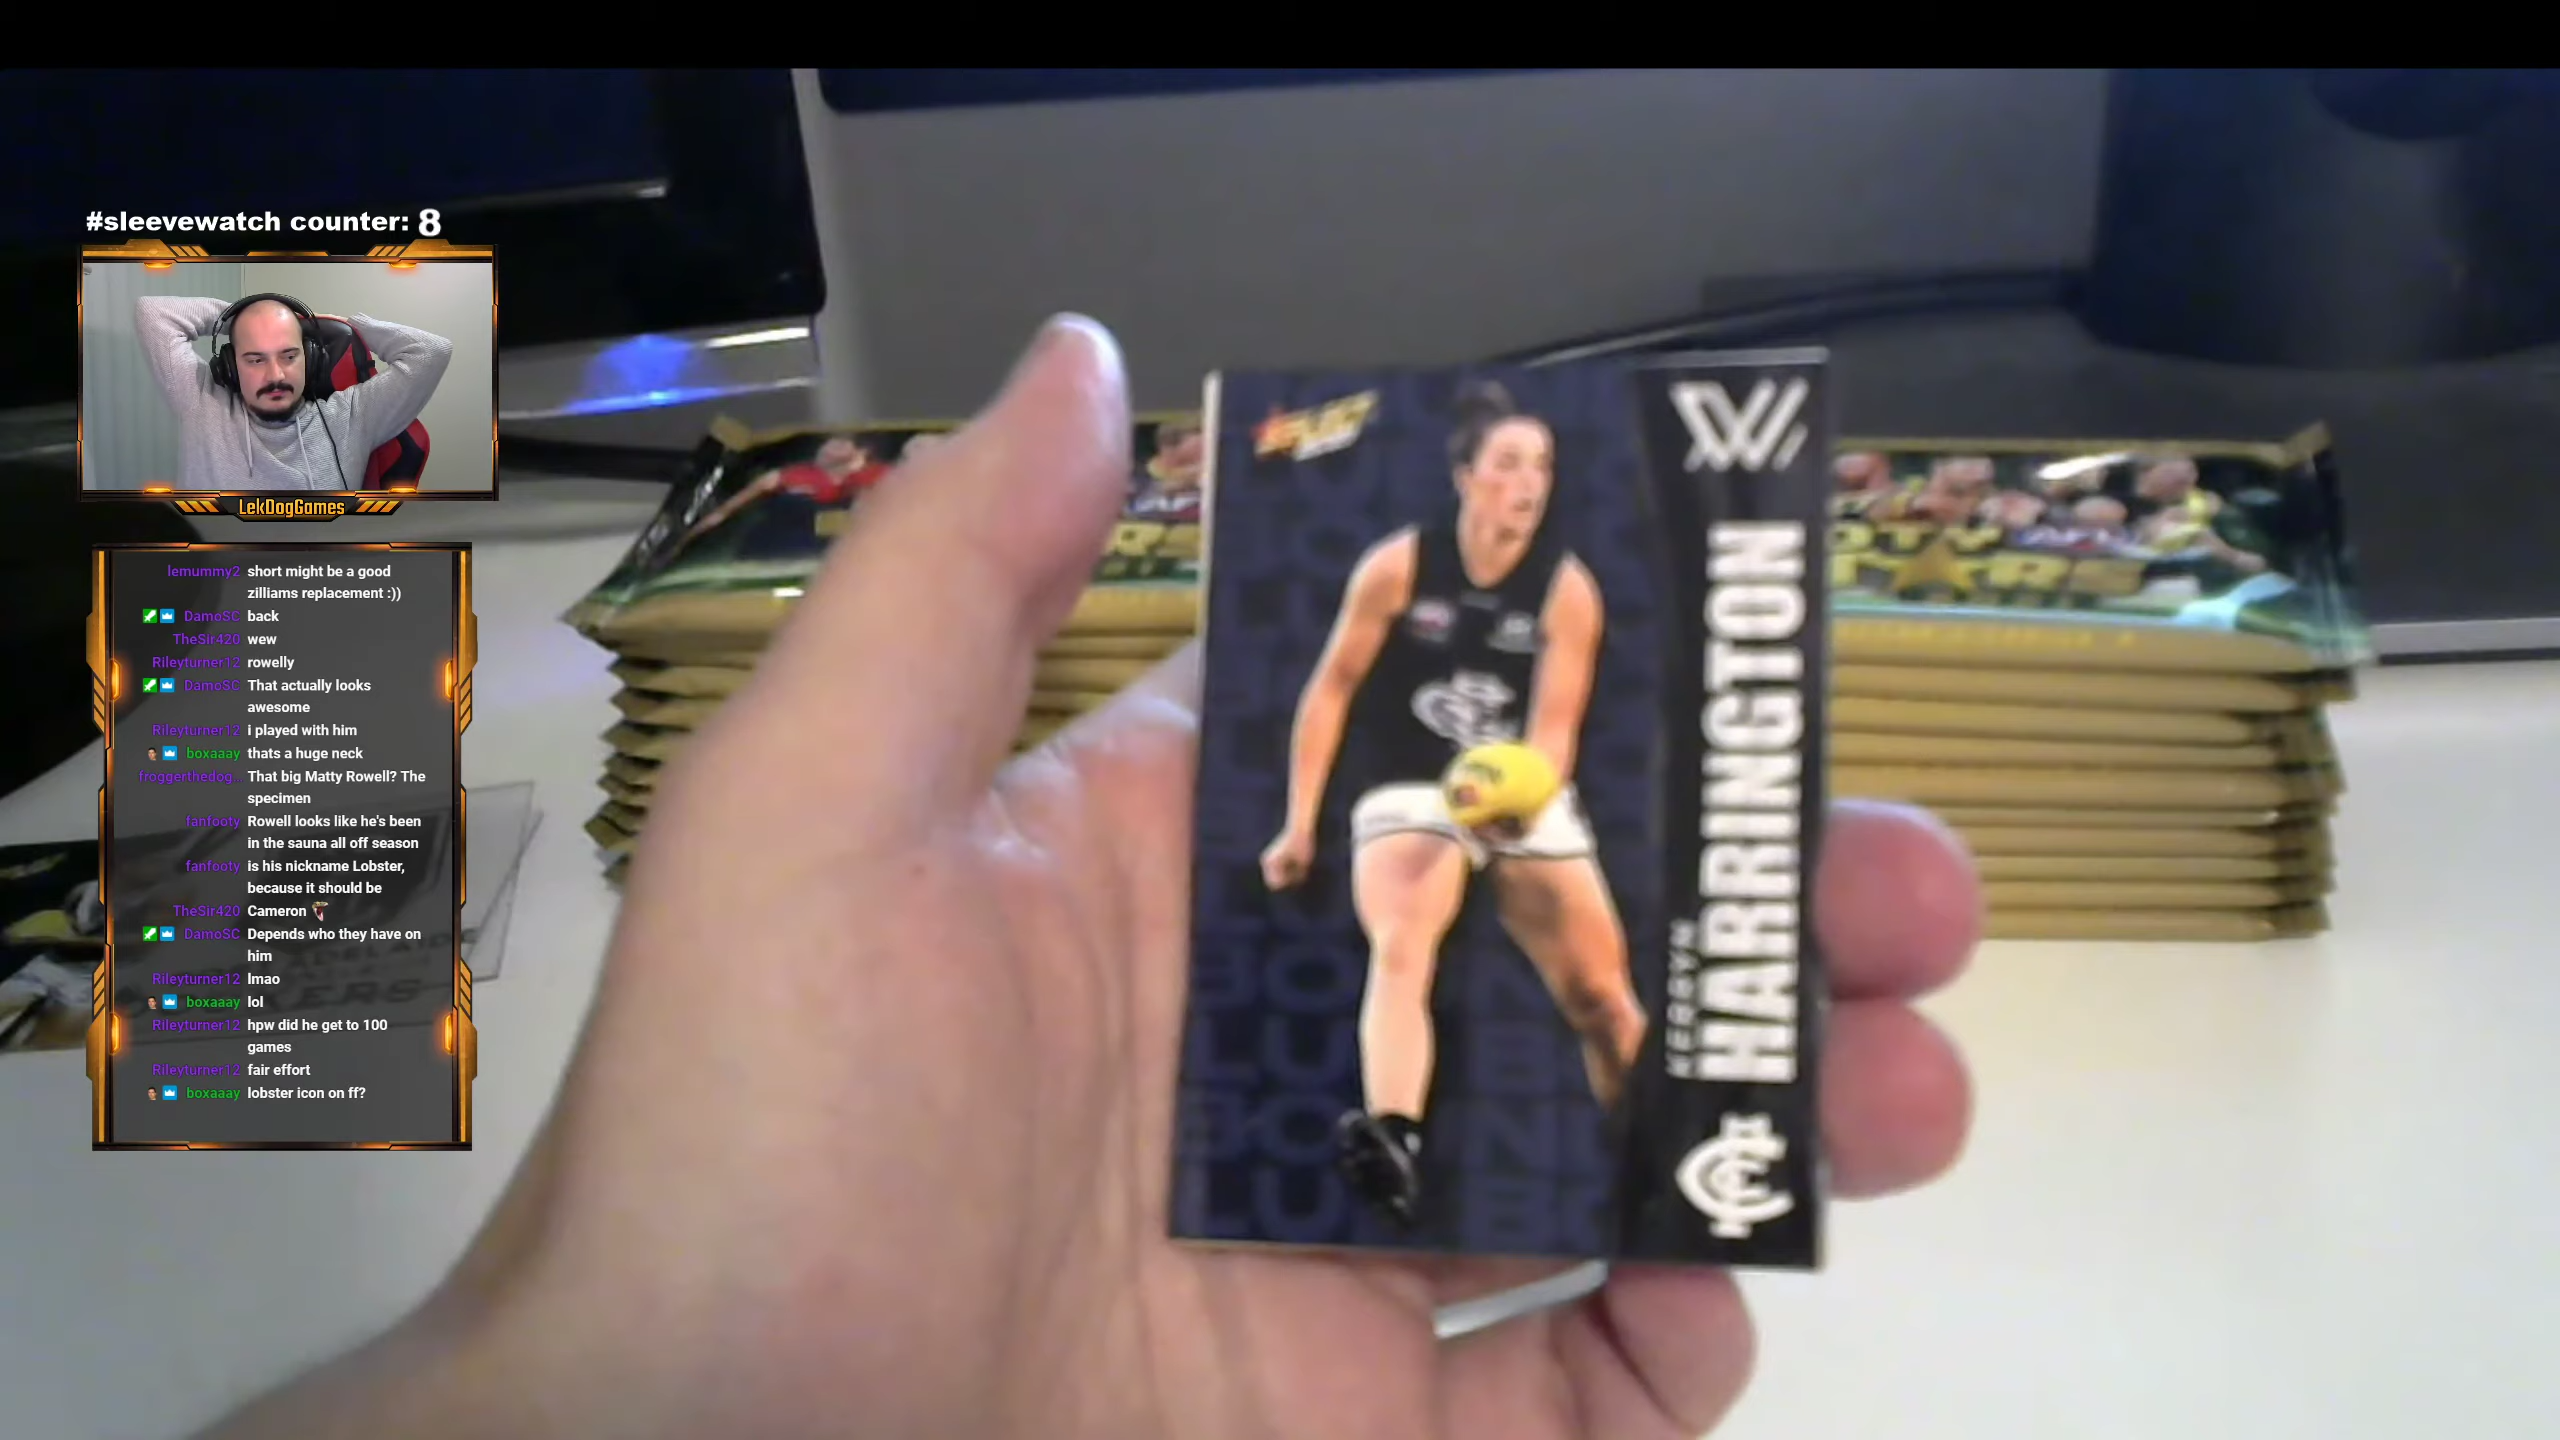 #sleevewatch counter: 8
LekDogGames
lemummy2 short might be a good
zilliams replacement :))
DamoSC back
TheSir420 wew
Rileyturner12 rowelly
DamoSC That actually looks
awesome
Rileyturner12 i played with him
boxaaay thats a huge neck
froggerthedog.. That big Matty Rowell? The
specimen
fanfooty Rowell looks like he's been
in the sauna all off season
fanfooty is his nickname Lobster,
because it should be
TheSir420 Cameron
DamoSC Depends who they have on
him
Rileyturner12 lmao
boxaaay lol
Rileyturner12 hpw did he get to 100
games
Rileyturner12 fair effort
boxaaay lobster icon on ff?
SELECT
KERRYN
HARRINGTON